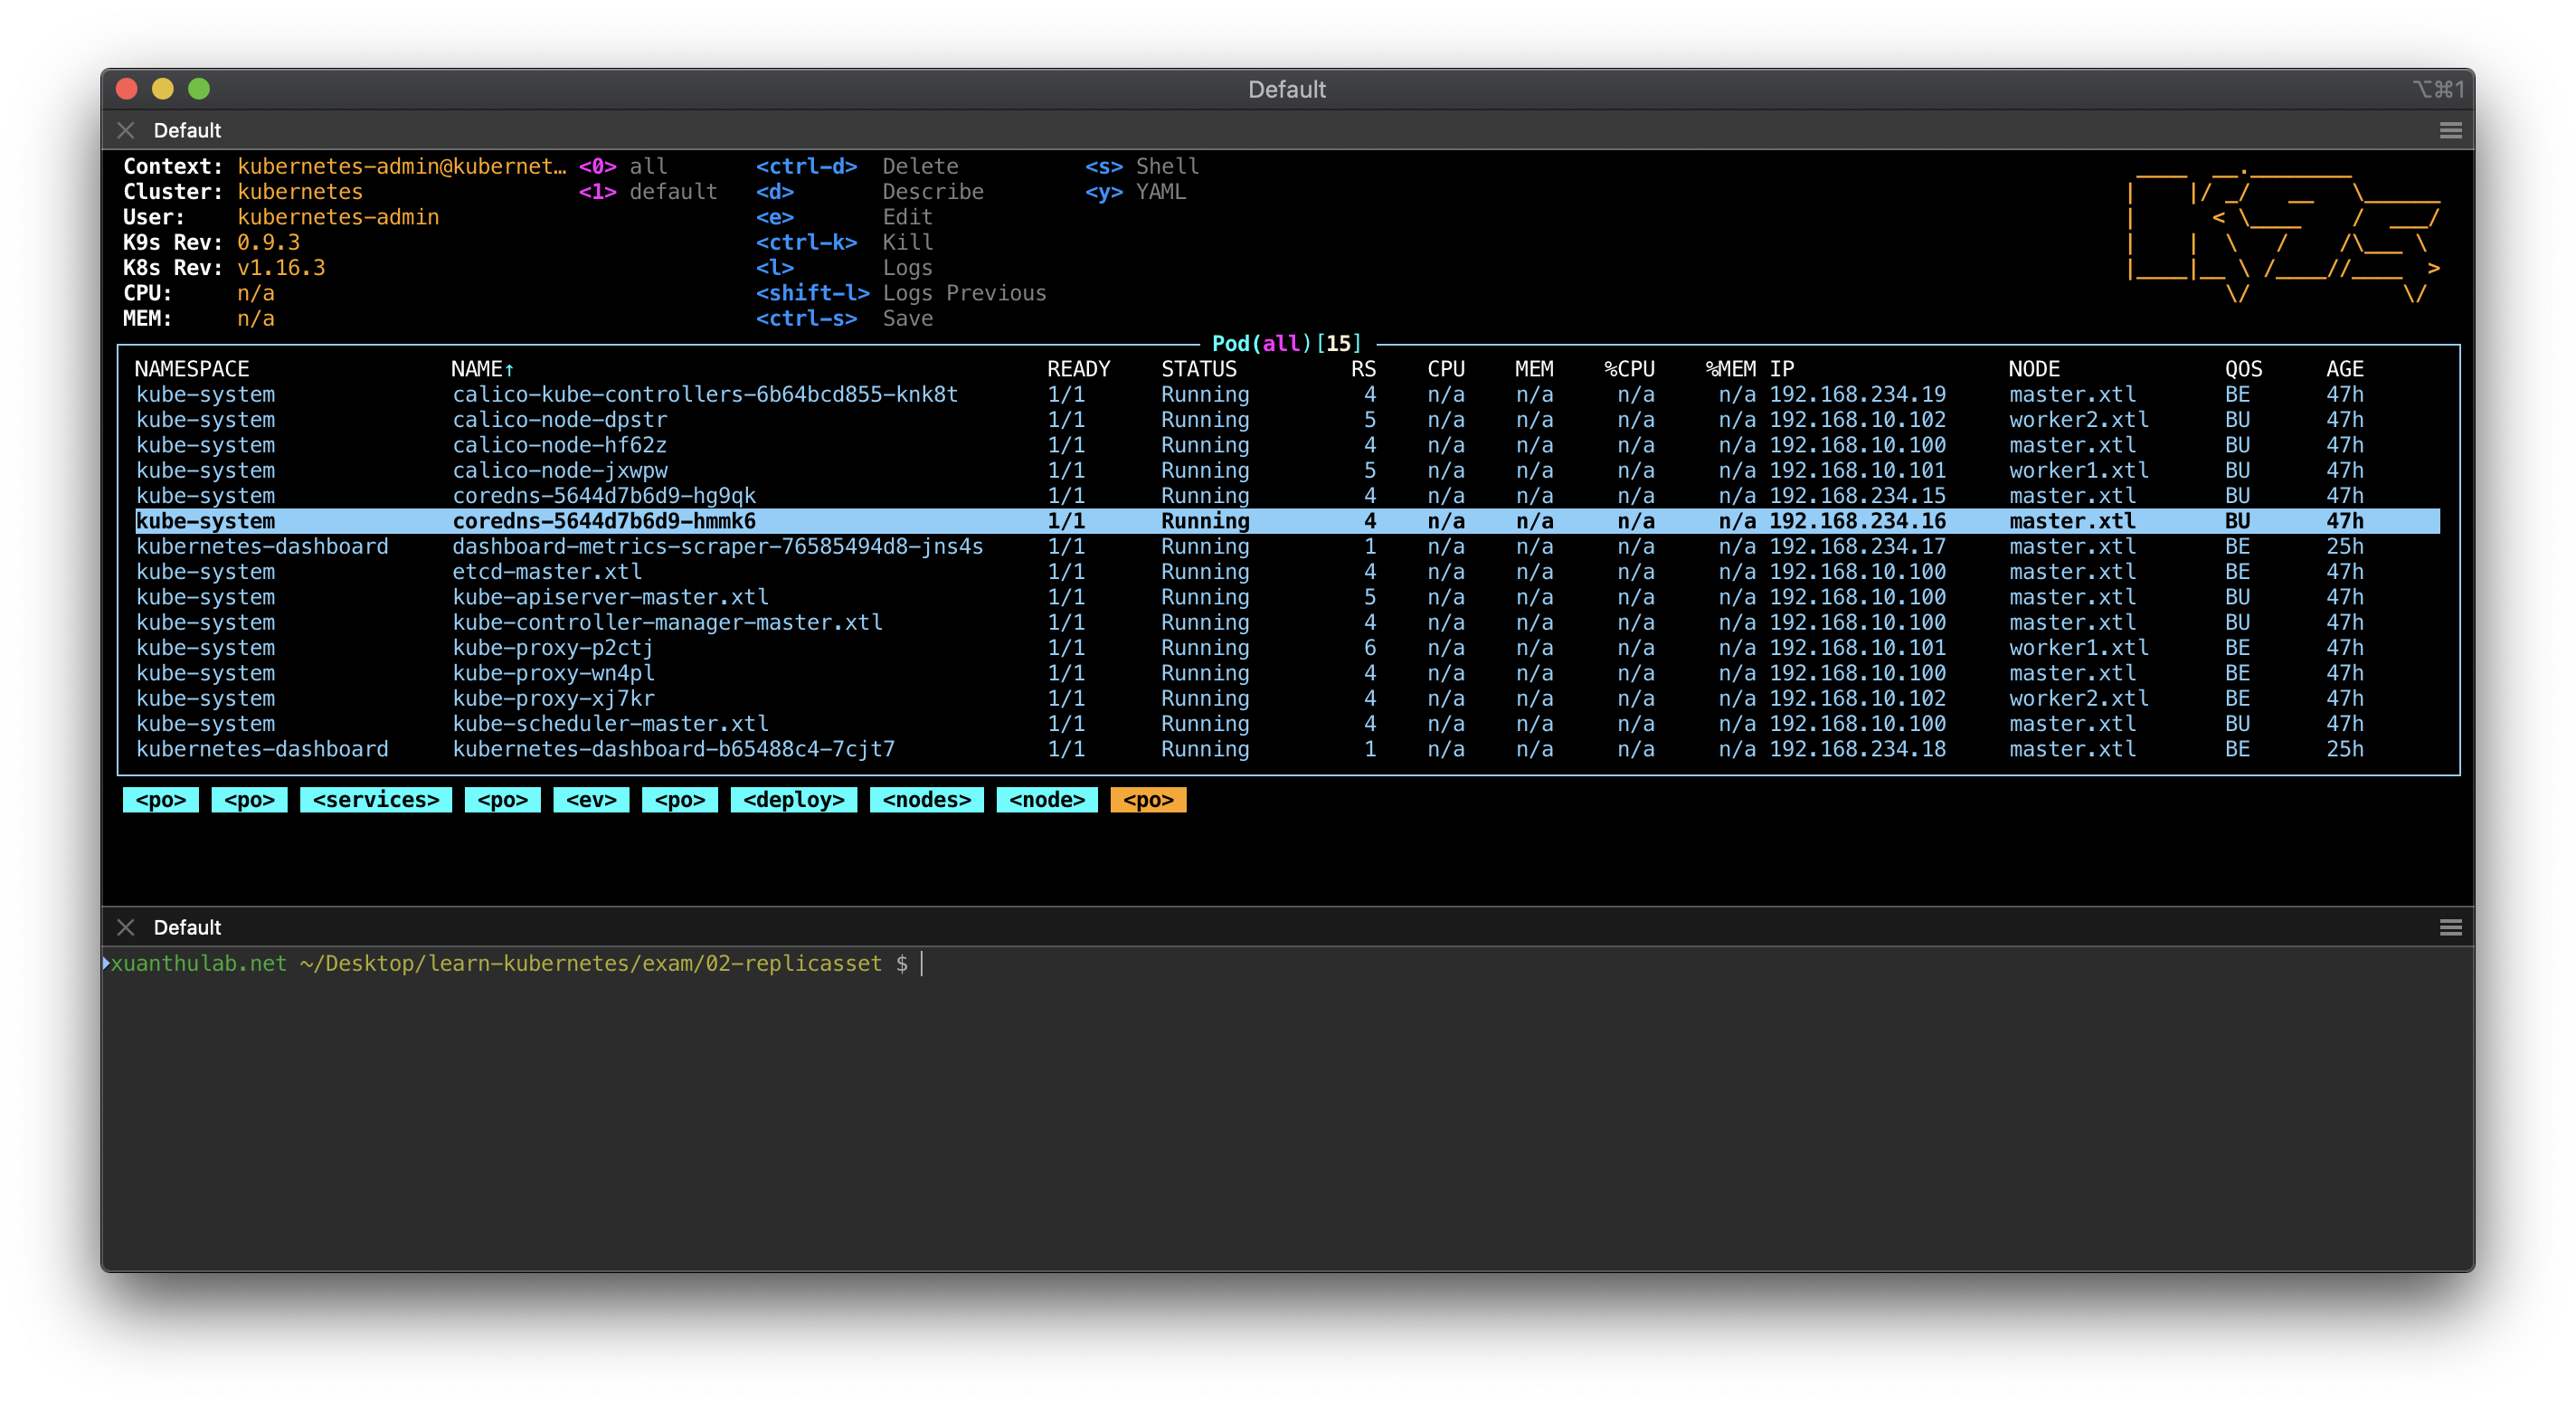 Default
⌥⌘1
Default
Context: kubernetes-admin@kubernet… <0> all <ctrl-d> Delete <s> Shell
Cluster: kubernetes <1> default <d> Describe <y> YAML
User: kubernetes-admin <e> Edit
K9s Rev: 0.9.3 <ctrl-k> Kill
K8s Rev: v1.16.3 <l> Logs
CPU: n/a <shift-l> Logs Previous
MEM: n/a <ctrl-s> Save
K9s
Pod(all)[15]
NAMESPACE NAME↑ READY STATUS RS CPU MEM %CPU %MEM IP NODE QOS AGE
kube-system calico-kube-controllers-6b64bcd855-knk8t 1/1 Running 4 n/a n/a n/a n/a 192.168.234.19 master.xtl BE 47h
kube-system calico-node-dpstr 1/1 Running 5 n/a n/a n/a n/a 192.168.10.102 worker2.xtl BU 47h
kube-system calico-node-hf62z 1/1 Running 4 n/a n/a n/a n/a 192.168.10.100 master.xtl BU 47h
kube-system calico-node-jxwpw 1/1 Running 5 n/a n/a n/a n/a 192.168.10.101 worker1.xtl BU 47h
kube-system coredns-5644d7b6d9-hg9qk 1/1 Running 4 n/a n/a n/a n/a 192.168.234.15 master.xtl BU 47h
kube-system coredns-5644d7b6d9-hmmk6 1/1 Running 4 n/a n/a n/a n/a 192.168.234.16 master.xtl BU 47h
kubernetes-dashboard dashboard-metrics-scraper-76585494d8-jns4s 1/1 Running 1 n/a n/a n/a n/a 192.168.234.17 master.xtl BE 25h
kube-system etcd-master.xtl 1/1 Running 4 n/a n/a n/a n/a 192.168.10.100 master.xtl BE 47h
kube-system kube-apiserver-master.xtl 1/1 Running 5 n/a n/a n/a n/a 192.168.10.100 master.xtl BU 47h
kube-system kube-controller-manager-master.xtl 1/1 Running 4 n/a n/a n/a n/a 192.168.10.100 master.xtl BU 47h
kube-system kube-proxy-p2ctj 1/1 Running 6 n/a n/a n/a n/a 192.168.10.101 worker1.xtl BE 47h
kube-system kube-proxy-wn4pl 1/1 Running 4 n/a n/a n/a n/a 192.168.10.100 master.xtl BE 47h
kube-system kube-proxy-xj7kr 1/1 Running 4 n/a n/a n/a n/a 192.168.10.102 worker2.xtl BE 47h
kube-system kube-scheduler-master.xtl 1/1 Running 4 n/a n/a n/a n/a 192.168.10.100 master.xtl BU 47h
kubernetes-dashboard kubernetes-dashboard-b65488c4-7cjt7 1/1 Running 1 n/a n/a n/a n/a 192.168.234.18 master.xtl BE 25h
<po> <po> <services> <po> <ev> <po> <deploy> <nodes> <node> <po>
Default
xuanthulab.net ~/Desktop/learn-kubernetes/exam/02-replicasset $